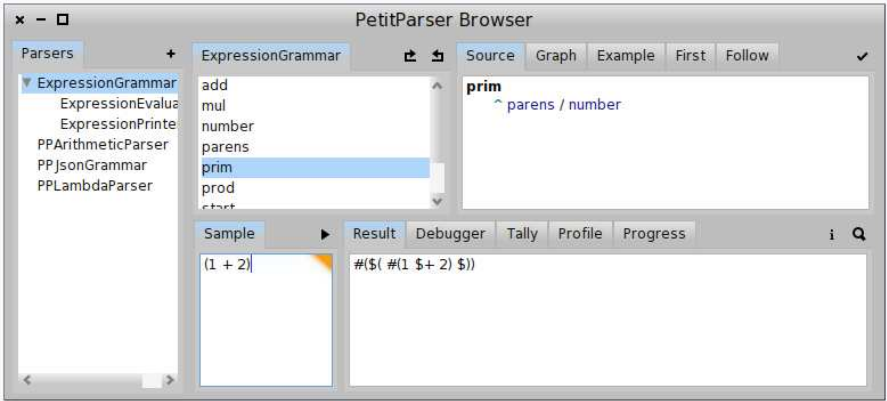 PetitParser Browser
Parsers +
ExpressionGrammar
ExpressionEvalua
ExpressionPrinte
PPArithmeticParser
PPJsonGrammar
PPLambdaParser
ExpressionGrammar
add
mul
number
parens
prim
prod
start
Source Graph Example First Follow
prim
^ parens / number
Sample
(1 + 2)
Result Debugger Tally Profile Progress i
#($( #(1 $+ 2) $))